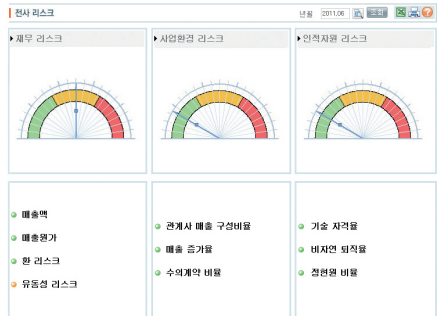 전사 리스크
년월 2011.06 조회
재무 리스크
사업환경 리스크
인적자원 리스크
매출액
매출원가
환 리스크
유동성 리스크
관계사 매출 구성비율
매출 증가율
수의계약 비율
기술 자격율
비자연 퇴직율
정현원 비율